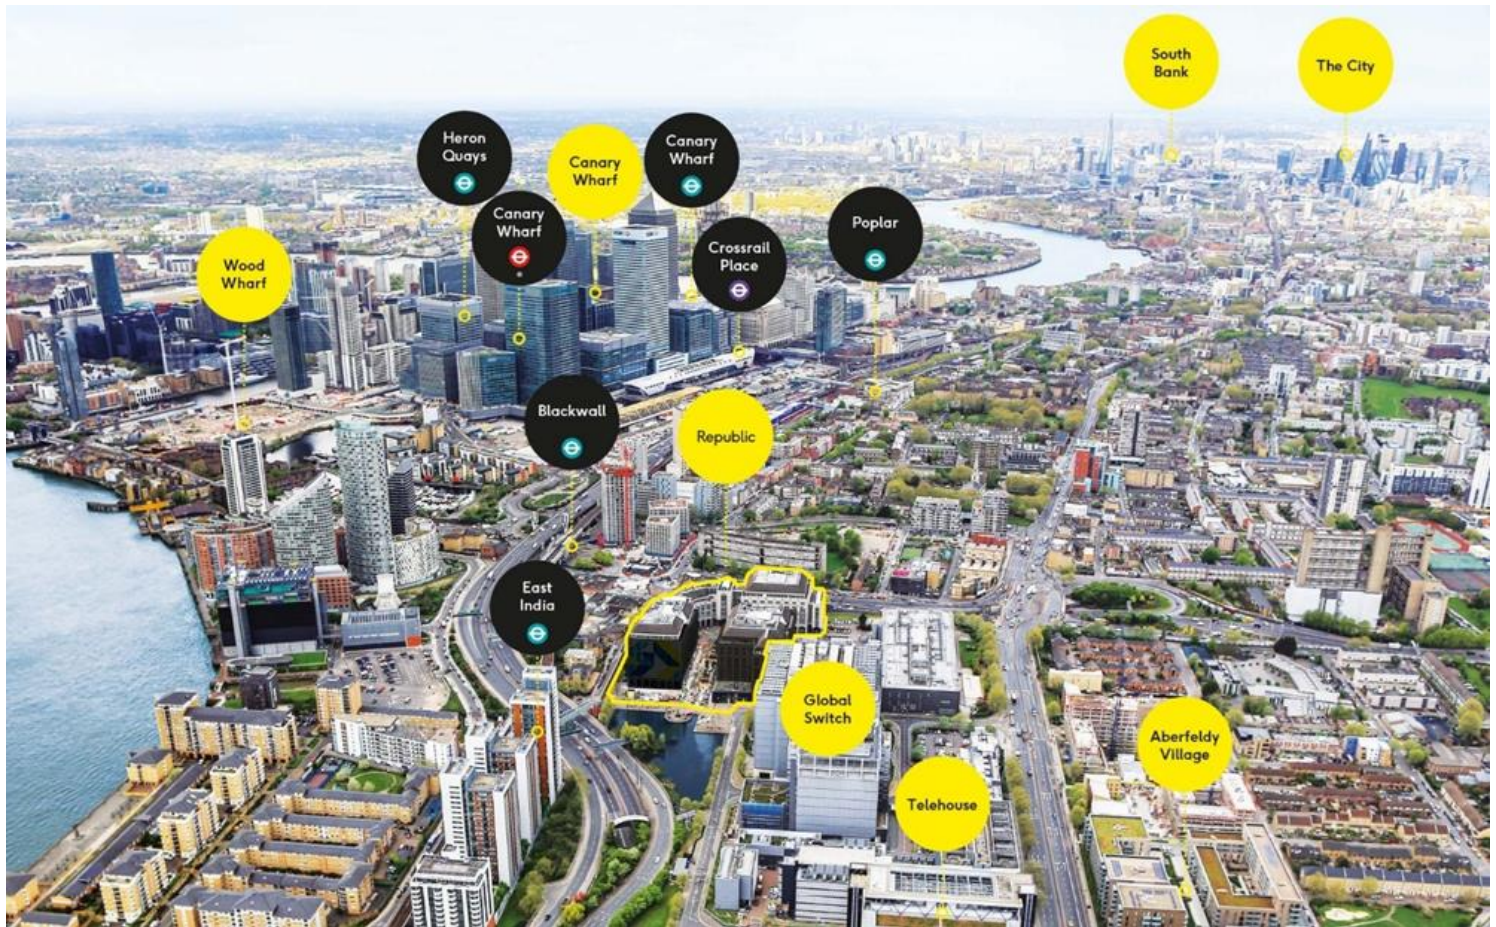 South
Bank
The City
Heron
Quays
Canary
Wharf
Canary
Wharf
Canary
Wharf
Poplar
Crossrail
Place
Wood
Wharf
Blackwall
Republic
East
India
Global
Switch
Aberfeldy
Village
Telehouse